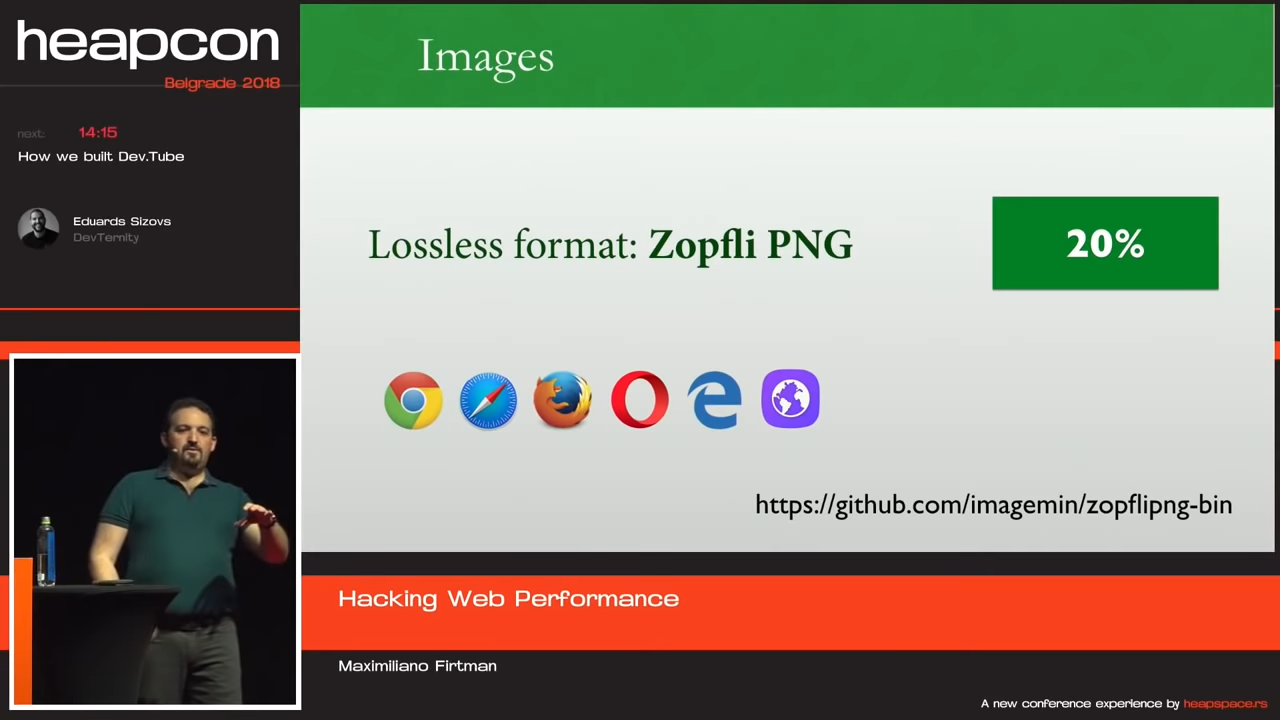 heapcon
Belgrade 2018
next: 14:15
How we built Dev.Tube
Eduards Sizovs
DevTernity
Images
Lossless format: Zopfli PNG
20%
https://github.com/imagemin/zopflipng-bin
Hacking Web Performance
Maximiliano Firtman
A new conference experience by heapspace.rs